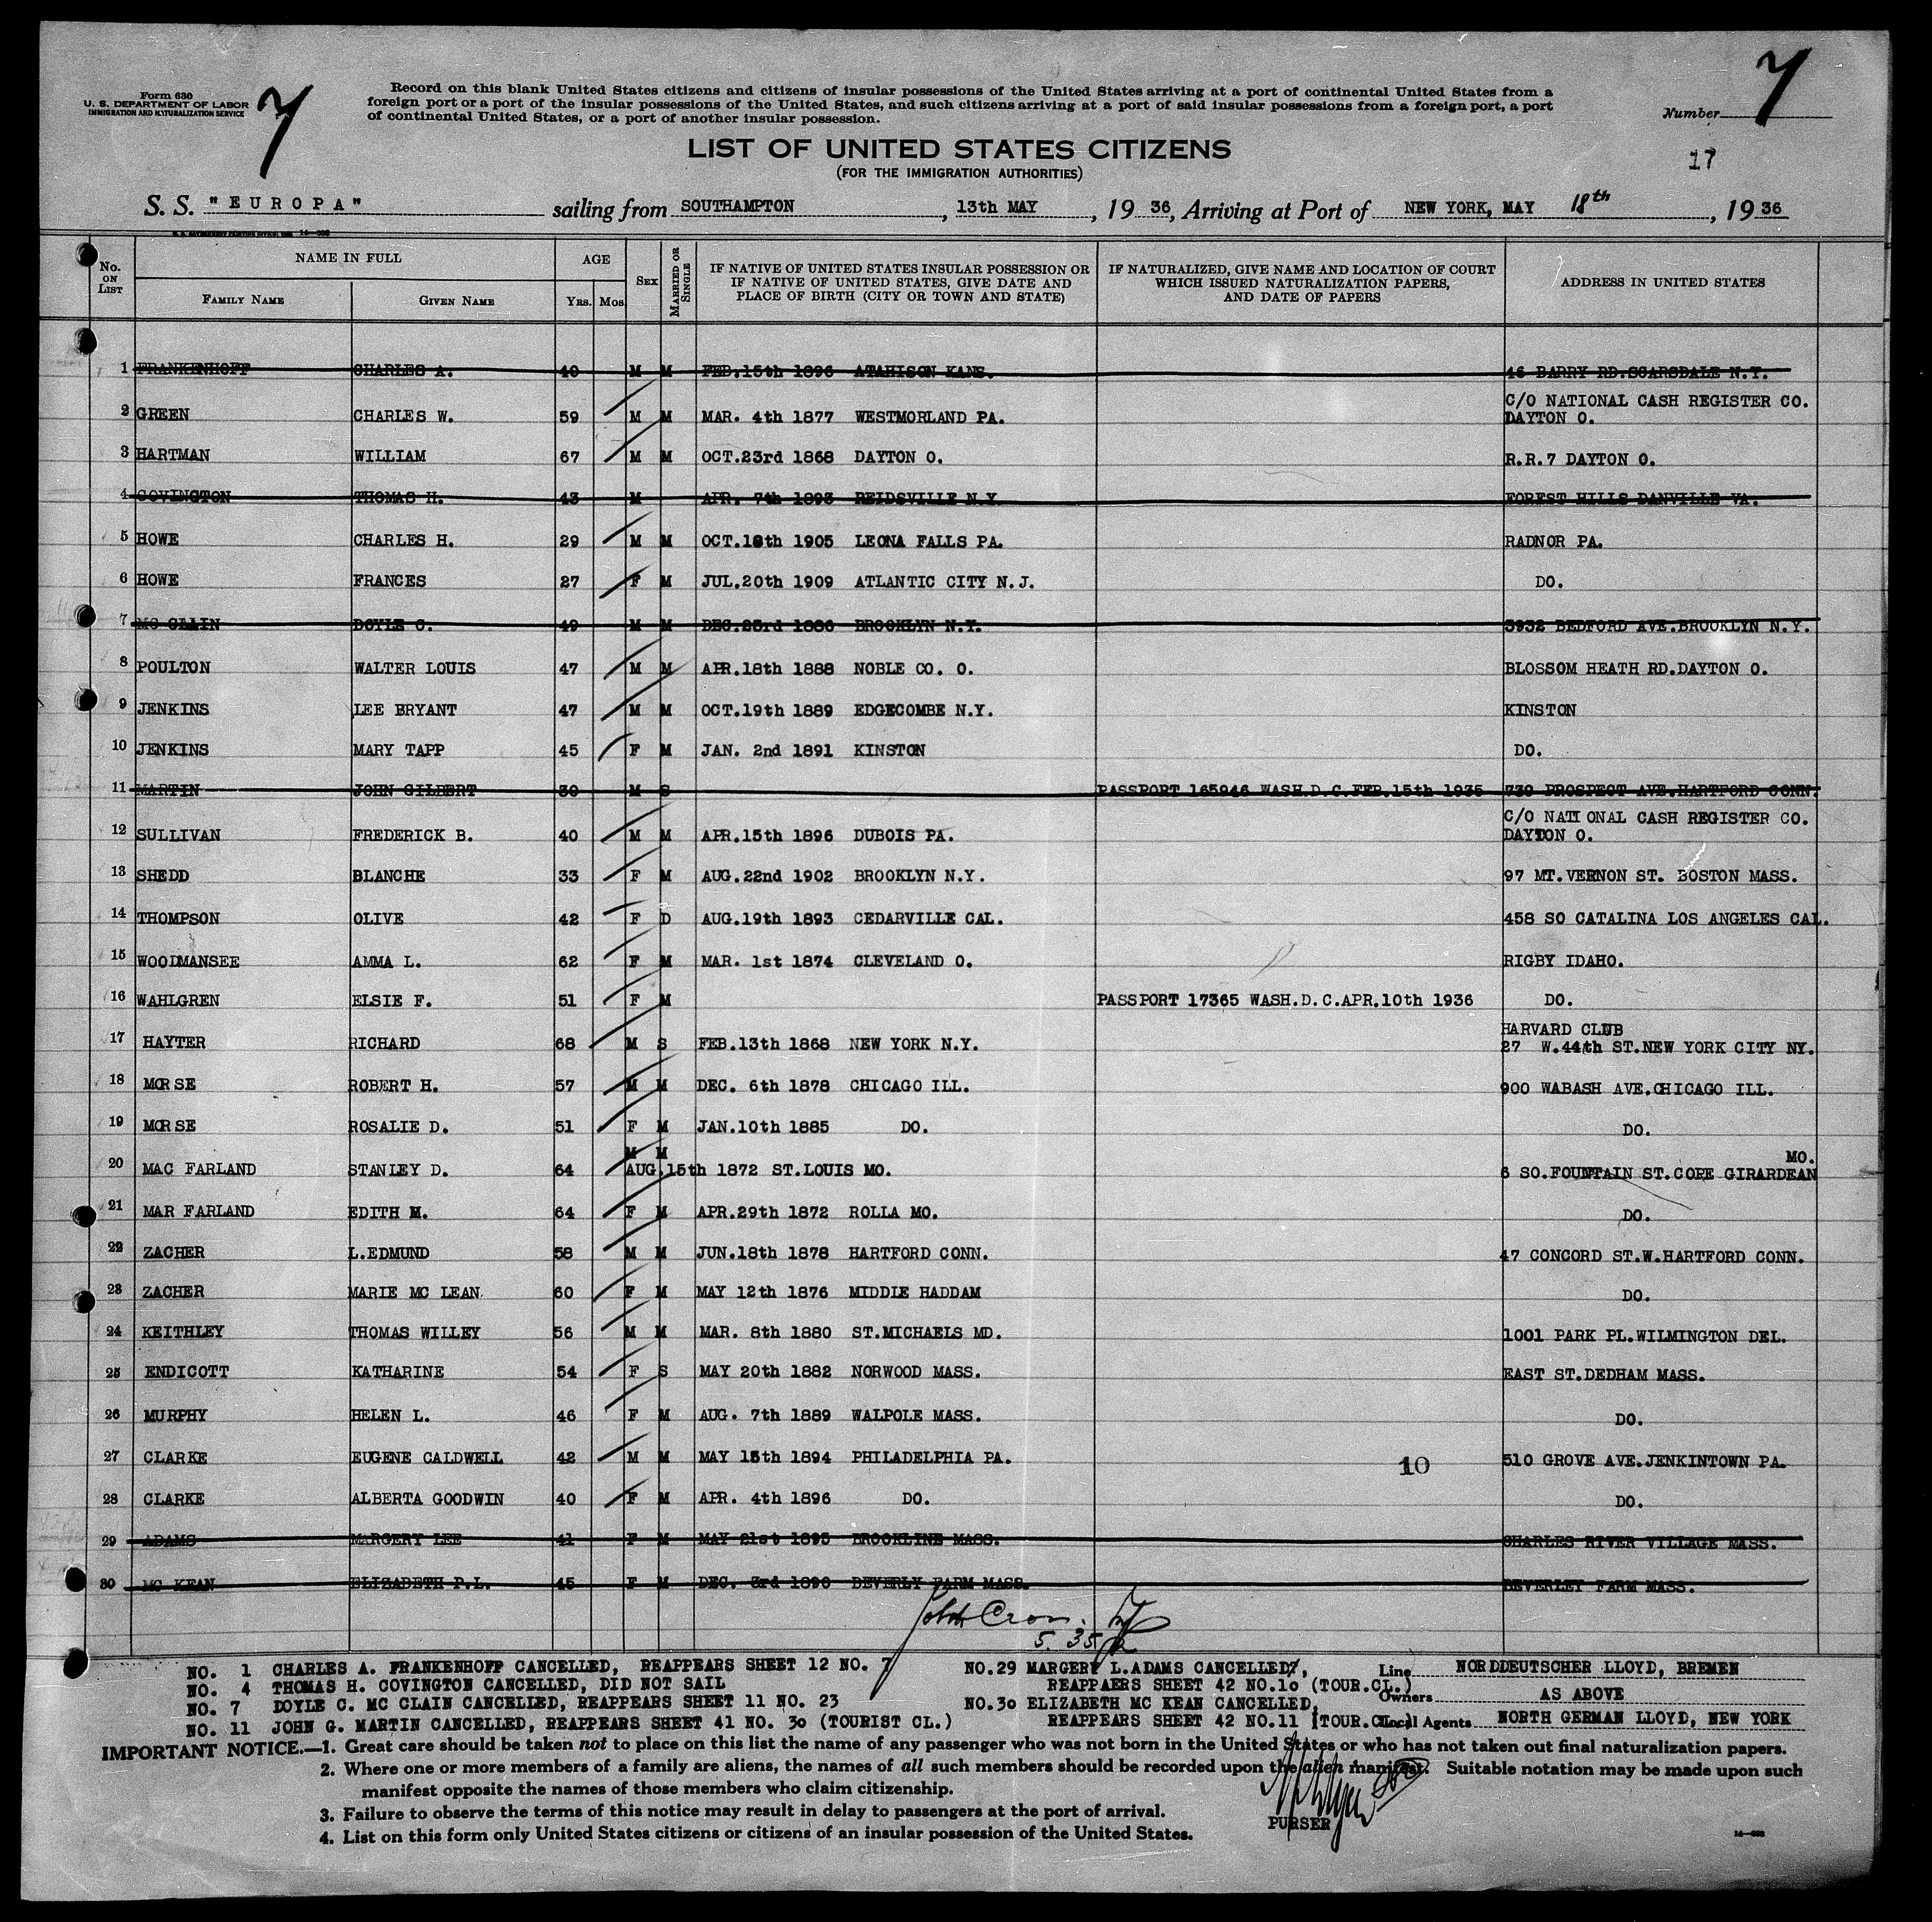 Form 630
U. S. DEPARTMENT OF LABOR
IMMIGRATION AND NATURALIZATION SERVICE
7
Record on this blank United States citizens and citizens of insular possessions of the United States arriving at a port of continental United States from a
foreign port or a port of the insular possessions of the United States, and such citizens arriving at a port of said insular possessions from a foreign port, a port
of continental United States, or a port of another insular possession.
Number 7
LIST OF UNITED STATES CITIZENS
(FOR THE IMMIGRATION AUTHORITIES)
17
S. S. "EUROPA" sailing from SOUTHAMPTON, 13th MAY, 1936, Arriving at Port of NEW YORK, MAY 18th, 1936
No. ON LIST NAME IN FULL FAMILY NAME GIVEN NAME AGE YRS. MOS. SEX MARRIED OR SINGLE IF NATIVE OF UNITED STATES INSULAR POSSESSION OR IF NATIVE OF UNITED STATES, GIVE DATE AND PLACE OF BIRTH (CITY OR TOWN AND STATE) IF NATURALIZED, GIVE NAME AND LOCATION OF COURT WHICH ISSUED NATURALIZATION PAPERS, AND DATE OF PAPERS ADDRESS IN UNITED STATES
1 FRANKENHOFF CHARLES A. 40 M M FEB.15th 1896 ATAHISON KANS. 46 BARRY RD.SCARSDALE N.Y.
2 GREEN CHARLES W. 59 M M MAR. 4th 1877 WESTMORLAND PA. C/O NATIONAL CASH REGISTER CO. DAYTON O.
3 HARTMAN WILLIAM 67 M M OCT.23rd 1868 DAYTON O. R.R.7 DAYTON O.
4 COVINGTON THOMAS H. 43 M APR. 7th 1893 REIDSVILLE N.Y FOREST HILLS DANVILLE VA.
5 HOWE CHARLES H. 29 M M OCT.18th 1905 LEONA FALLS PA. RADNOR PA.
6 HOWE FRANCES 27 F M JUL.20th 1909 ATLANTIC CITY N.J. DO.
7 MC CLAIN DOYLE C. 49 M M DEC.23rd 1886 BROOKLYN N.Y. 3932 BEDFORD AVE.BROOKLYN N.Y.
8 POULTON WALTER LOUIS 47 M M APR.18th 1888 NOBLE CO. O. BLOSSOM HEATH RD.DAYTON O.
9 JENKINS LEE BRYANT 47 M M OCT.19th 1889 EDGECOMBE N.Y. KINSTON
10 JENKINS MARY TAPP 45 F M JAN. 2nd 1891 KINSTON DO.
11 MARTIN JOHN GILBERT 30 M S PASSPORT 165946 WASH.D.C.FEB.15th 1935 739 PROSPECT AVE.HARTFORD CONN.
12 SULLIVAN FREDERICK B. 40 M M APR.15th 1896 DUBOIS PA. C/O NATIONAL CASH REGISTER CO. DAYTON O.
13 SHEDD BLANCHE 33 F M AUG.22nd 1902 BROOKLYN N.Y. 97 MT.VERNON ST. BOSTON MASS.
14 THOMPSON OLIVE 42 F D AUG.19th 1893 CEDARVILLE CAL. 458 SO CATALINA LOS ANGELES CAL.
15 WOODMANSEE AMMA L. 62 F M MAR. 1st 1874 CLEVELAND O. RIGBY IDAHO.
16 WAHLGREN ELSIE F. 51 F M PASSPORT 17365 WASH.D.C.APR.10th 1936 DO.
17 HAYTER RICHARD 68 M S FEB.13th 1868 NEW YORK N.Y. HARVARD CLUB 27 W.44th ST.NEW YORK CITY NY.
18 MORSE ROBERT H. 57 M M DEC. 6th 1878 CHICAGO ILL. 900 WABASH AVE.CHICAGO ILL.
19 MORSE ROSALIE D. 51 F M JAN.10th 1885 DO. DO.
20 MAC FARLAND STANLEY D. 64 M M AUG.15th 1872 ST.LOUIS MO. 6 SO.FOUNTAIN ST.COPE GIRARDEAN MO.
21 MAR FARLAND EDITH M. 64 F M APR.29th 1872 ROLLA MO. DO.
22 ZACHER L.EDMUND 58 M M JUN.18th 1878 HARTFORD CONN. 47 CONCORD ST.W.HARTFORD CONN.
23 ZACHER MARIE MC LEAN 60 F M MAY 12th 1876 MIDDLE HADDAM DO.
24 KEITHLEY THOMAS WILLEY 56 M M MAR. 8th 1880 ST.MICHAELS MD. 1001 PARK PL.WILMINGTON DEL.
25 ENDICOTT KATHARINE 54 F S MAY 20th 1882 NORWOOD MASS. EAST ST.DEDHAM MASS.
26 MURPHY HELEN L. 46 F M AUG. 7th 1889 WALPOLE MASS. DO.
27 CLARKE EUGENE CALDWELL 42 M M MAY 15th 1894 PHILADELPHIA PA. 10 510 GROVE AVE.JENKINTOWN PA.
28 CLARKE ALBERTA GOODWIN 40 F M APR. 4th 1896 DO. DO.
29 ADAMS MARGERY LEE 41 F M MAY 21st 1895 BROOKLINE MASS. CHARLES RIVER VILLAGE MASS.
30 MC KEAN ELIZABETH P.L. 45 F M DEC. 3rd 1890 BEVERLY FARM MASS. BEVERLEY FARM MASS.
NO. 1 CHARLES A. FRANKENHOFF CANCELLED, REAPPEARS SHEET 12 NO. 7
NO. 4 THOMAS H. COVINGTON CANCELLED, DID NOT SAIL
NO. 7 DOYLE C. MC CLAIN CANCELLED, REAPPEARS SHEET 11 NO. 23
NO. 11 JOHN G. MARTIN CANCELLED, REAPPEARS SHEET 41 NO. 30 (TOURIST CL.)
NO.29 MARGERY L.ADAMS CANCELLED,
REAPPAERS SHEET 42 NO.10 (TOUR.CL.)
NO.30 ELIZABETH MC KEAN CANCELLED,
REAPPEARS SHEET 42 NO.11 (TOUR.CL.)
Line NORDDEUTSCHER LLOYD, BREMEN
Owners AS ABOVE
Local Agents NORTH GERMAN LLOYD, NEW YORK
IMPORTANT NOTICE.—1. Great care should be taken not to place on this list the name of any passenger who was not born in the United States or who has not taken out final naturalization papers.
2. Where one or more members of a family are aliens, the names of all such members should be recorded upon the alien manifest. Suitable notation may be made upon such
manifest opposite the names of those members who claim citizenship.
3. Failure to observe the terms of this notice may result in delay to passengers at the port of arrival.
4. List on this form only United States citizens or citizens of an insular possession of the United States.
PURSER